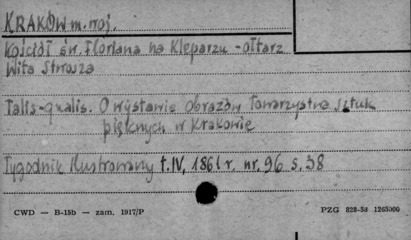 KRAKÓW m. woj.
Kościół św. Floriana na Kleparzu - ołtarz
Wita Stwosza
Talis-qualis. O wystawie obrazów Towarzystwa Sztuk
pięknych w Krakowie
Tygodnik Ilustrowany t. IV, 1861 r. nr. 96 s. 38
CWD — B-15b — zam. 1917/P
PZG 828-53 1265000